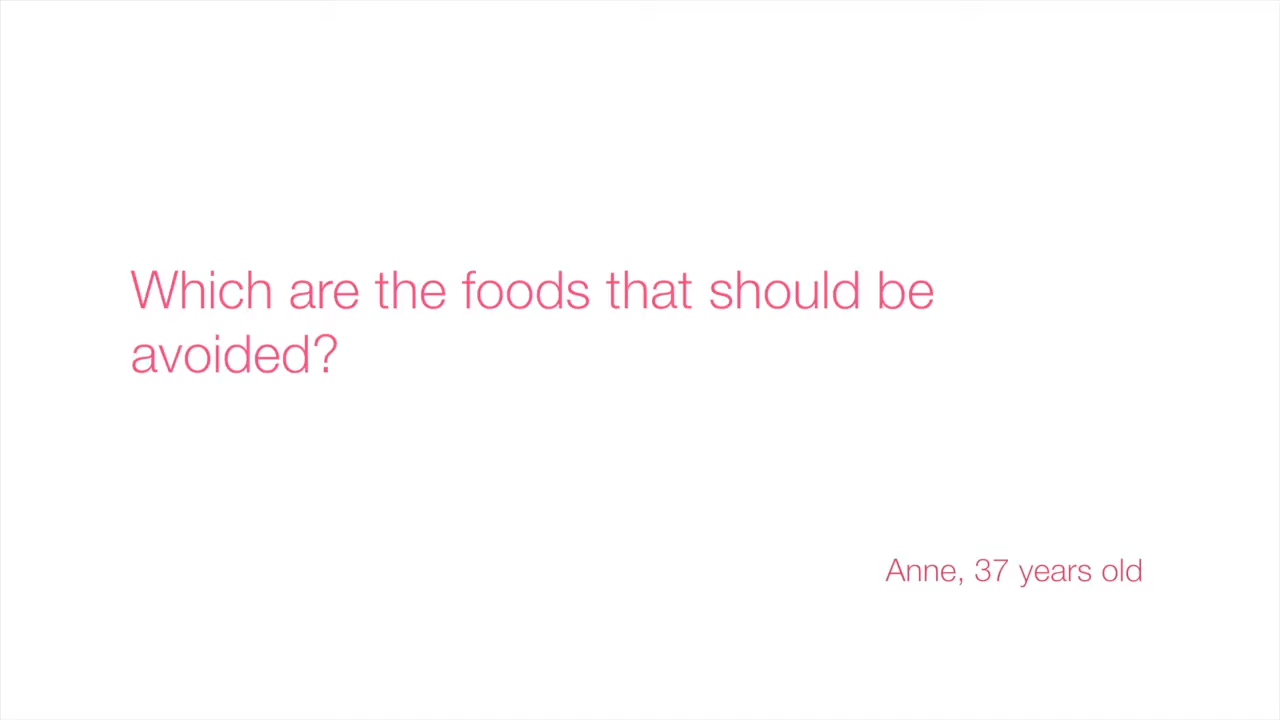 Which are the foods that should be
avoided?
Anne, 37 years old